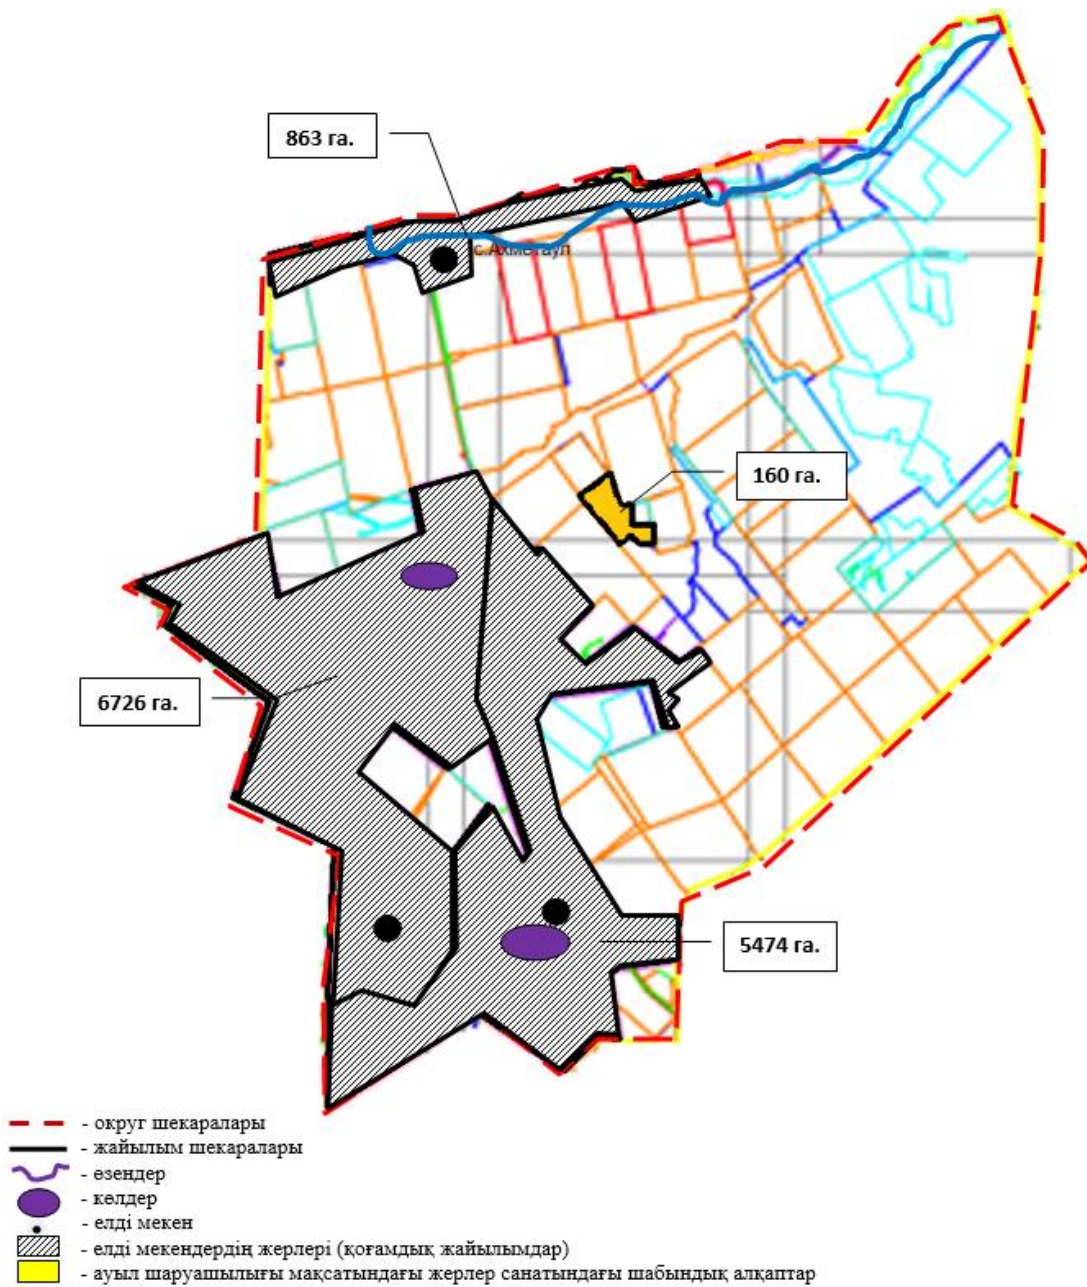 863 га.
с.Ахметаул
160 га.
6726 га.
5474 га.
- округ шекаралары
- жайылым шекаралары
- өзендер
- көлдер
- елді мекен
- елді мекендердің жерлері (қоғамдық жайылымдар)
- ауыл шаруашылығы мақсатындағы жерлер санатындағы шабындық алқаптар